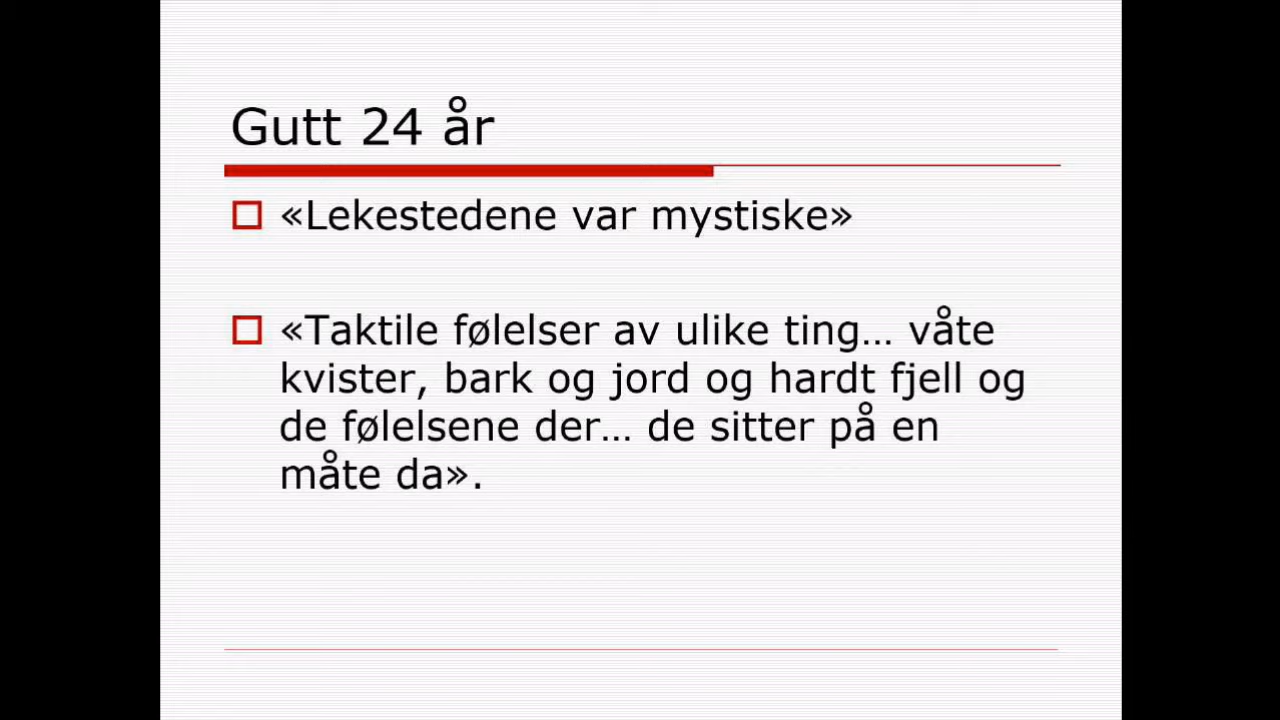 Gutt 24 år
«Lekestedene var mystiske»
«Taktile følelser av ulike ting… våte
kvister, bark og jord og hardt fjell og
de følelsene der… de sitter på en
måte da».